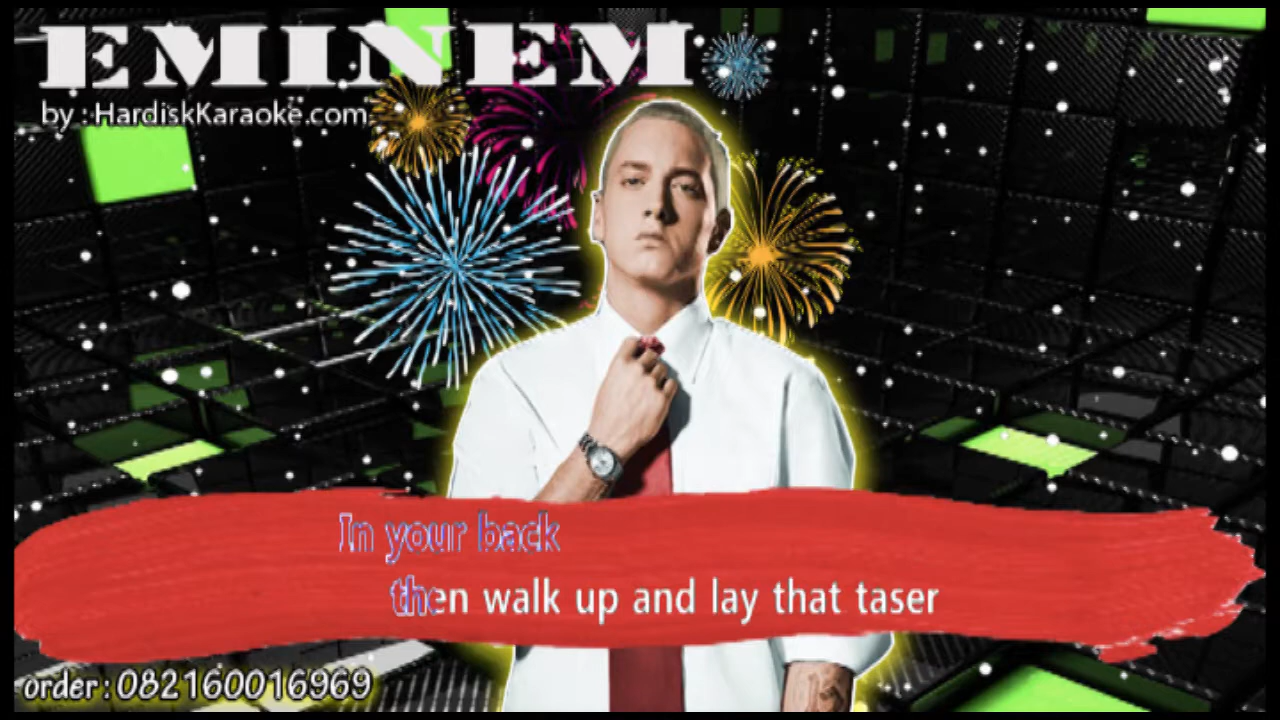 EMINEM
by : HardiskKaraoke.com
In your back
then walk up and lay that taser
order : 082160016969